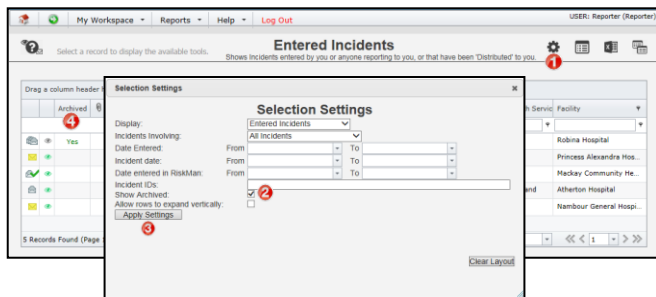 My Workspace Reports Help Log Out USER: Reporter (Reporter)
Select a record to display the available tools.
Entered Incidents
Shows Incidents entered by you or anyone reporting to you, or that have been 'Distributed' to you.
1
Drag a column header
Selection Settings
Archived
h Servic Facility
4
Selection Settings
Display: Entered Incidents
Incidents Involving: All Incidents
Date Entered: From To
Incident date: From To
Date entered in RiskMan: From To
Incident IDs:
Show Archived: 2
Allow rows to expand vertically:
Apply Settings
3
Clear Layout
Yes Robina Hospital
Princess Alexandra Hos...
Mackay Community He...
and Atherton Hospital
Nambour General Hospi...
5 Records Found (Page 1